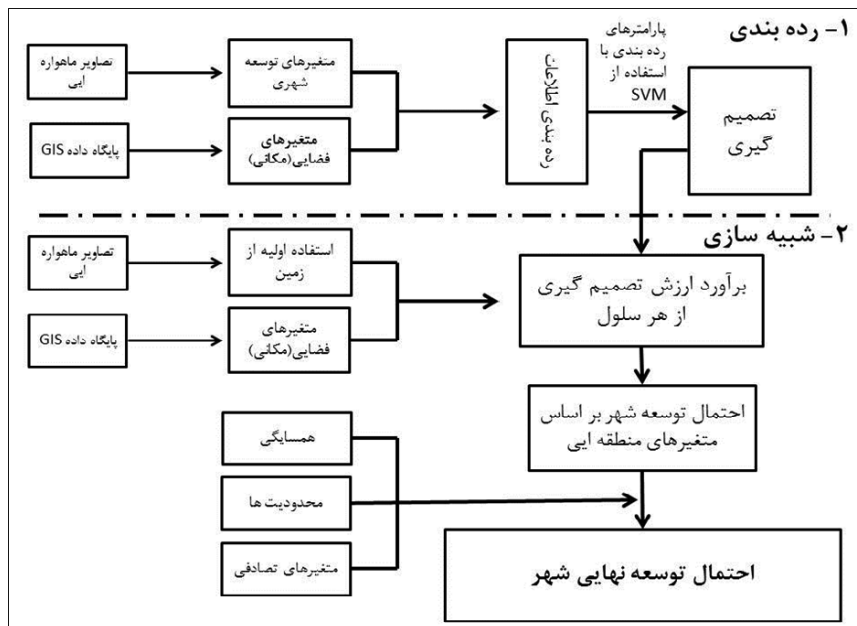 ۱- رده بندی
تصاویر ماهواره
ایی
متغیرهای توسعه
شهری
پایگاه داده GIS
متغیرهای
فضایی(مکانی)
رده بندی اطلاعات
پارامترهای
رده بندی با
استفاده از
SVM
تصمیم
گیری
۲- شبیه سازی
تصاویر ماهواره
ایی
استفاده اولیه از
زمین
پایگاه داده GIS
متغیرهای
فضایی(مکانی)
برآورد ارزش تصمیم گیری
از هر سلول
احتمال توسعه شهر بر اساس
متغیرهای منطقه ایی
همسایگی
محدودیت ها
متغیرهای تصادفی
احتمال توسعه نهایی شهر